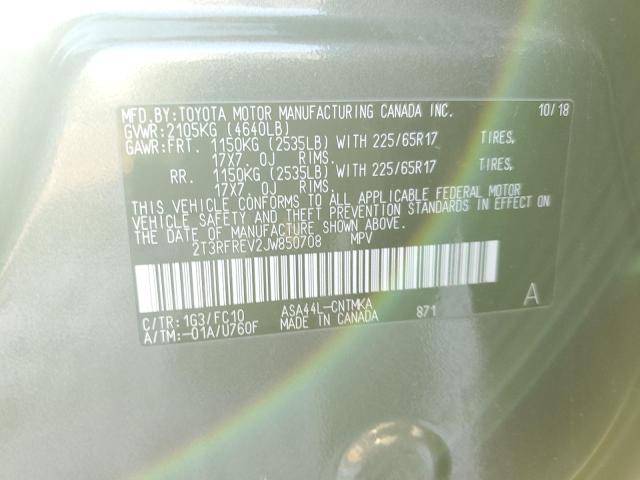 MFD.BY:TOYOTA MOTOR MANUFACTURING CANADA INC. 10/18
GVWR:2105KG (4640LB)
GAWR:FRT. 1150KG (2535LB) WITH 225/65R17 TIRES,
17X7.0J RIMS.
RR. 1150KG (2535LB) WITH 225/65R17 TIRES,
17X7.0J RIMS.
THIS VEHICLE CONFORMS TO ALL APPLICABLE FEDERAL MOTOR
VEHICLE SAFETY AND THEFT PREVENTION STANDARDS IN EFFECT ON
THE DATE OF MANUFACTURE SHOWN ABOVE.
2T3RFREV2JW850708 MPV
C/TR:1G3/FC10 ASA44L-CNTMKA 871 A
A/TM:-01A/U760F MADE IN CANADA